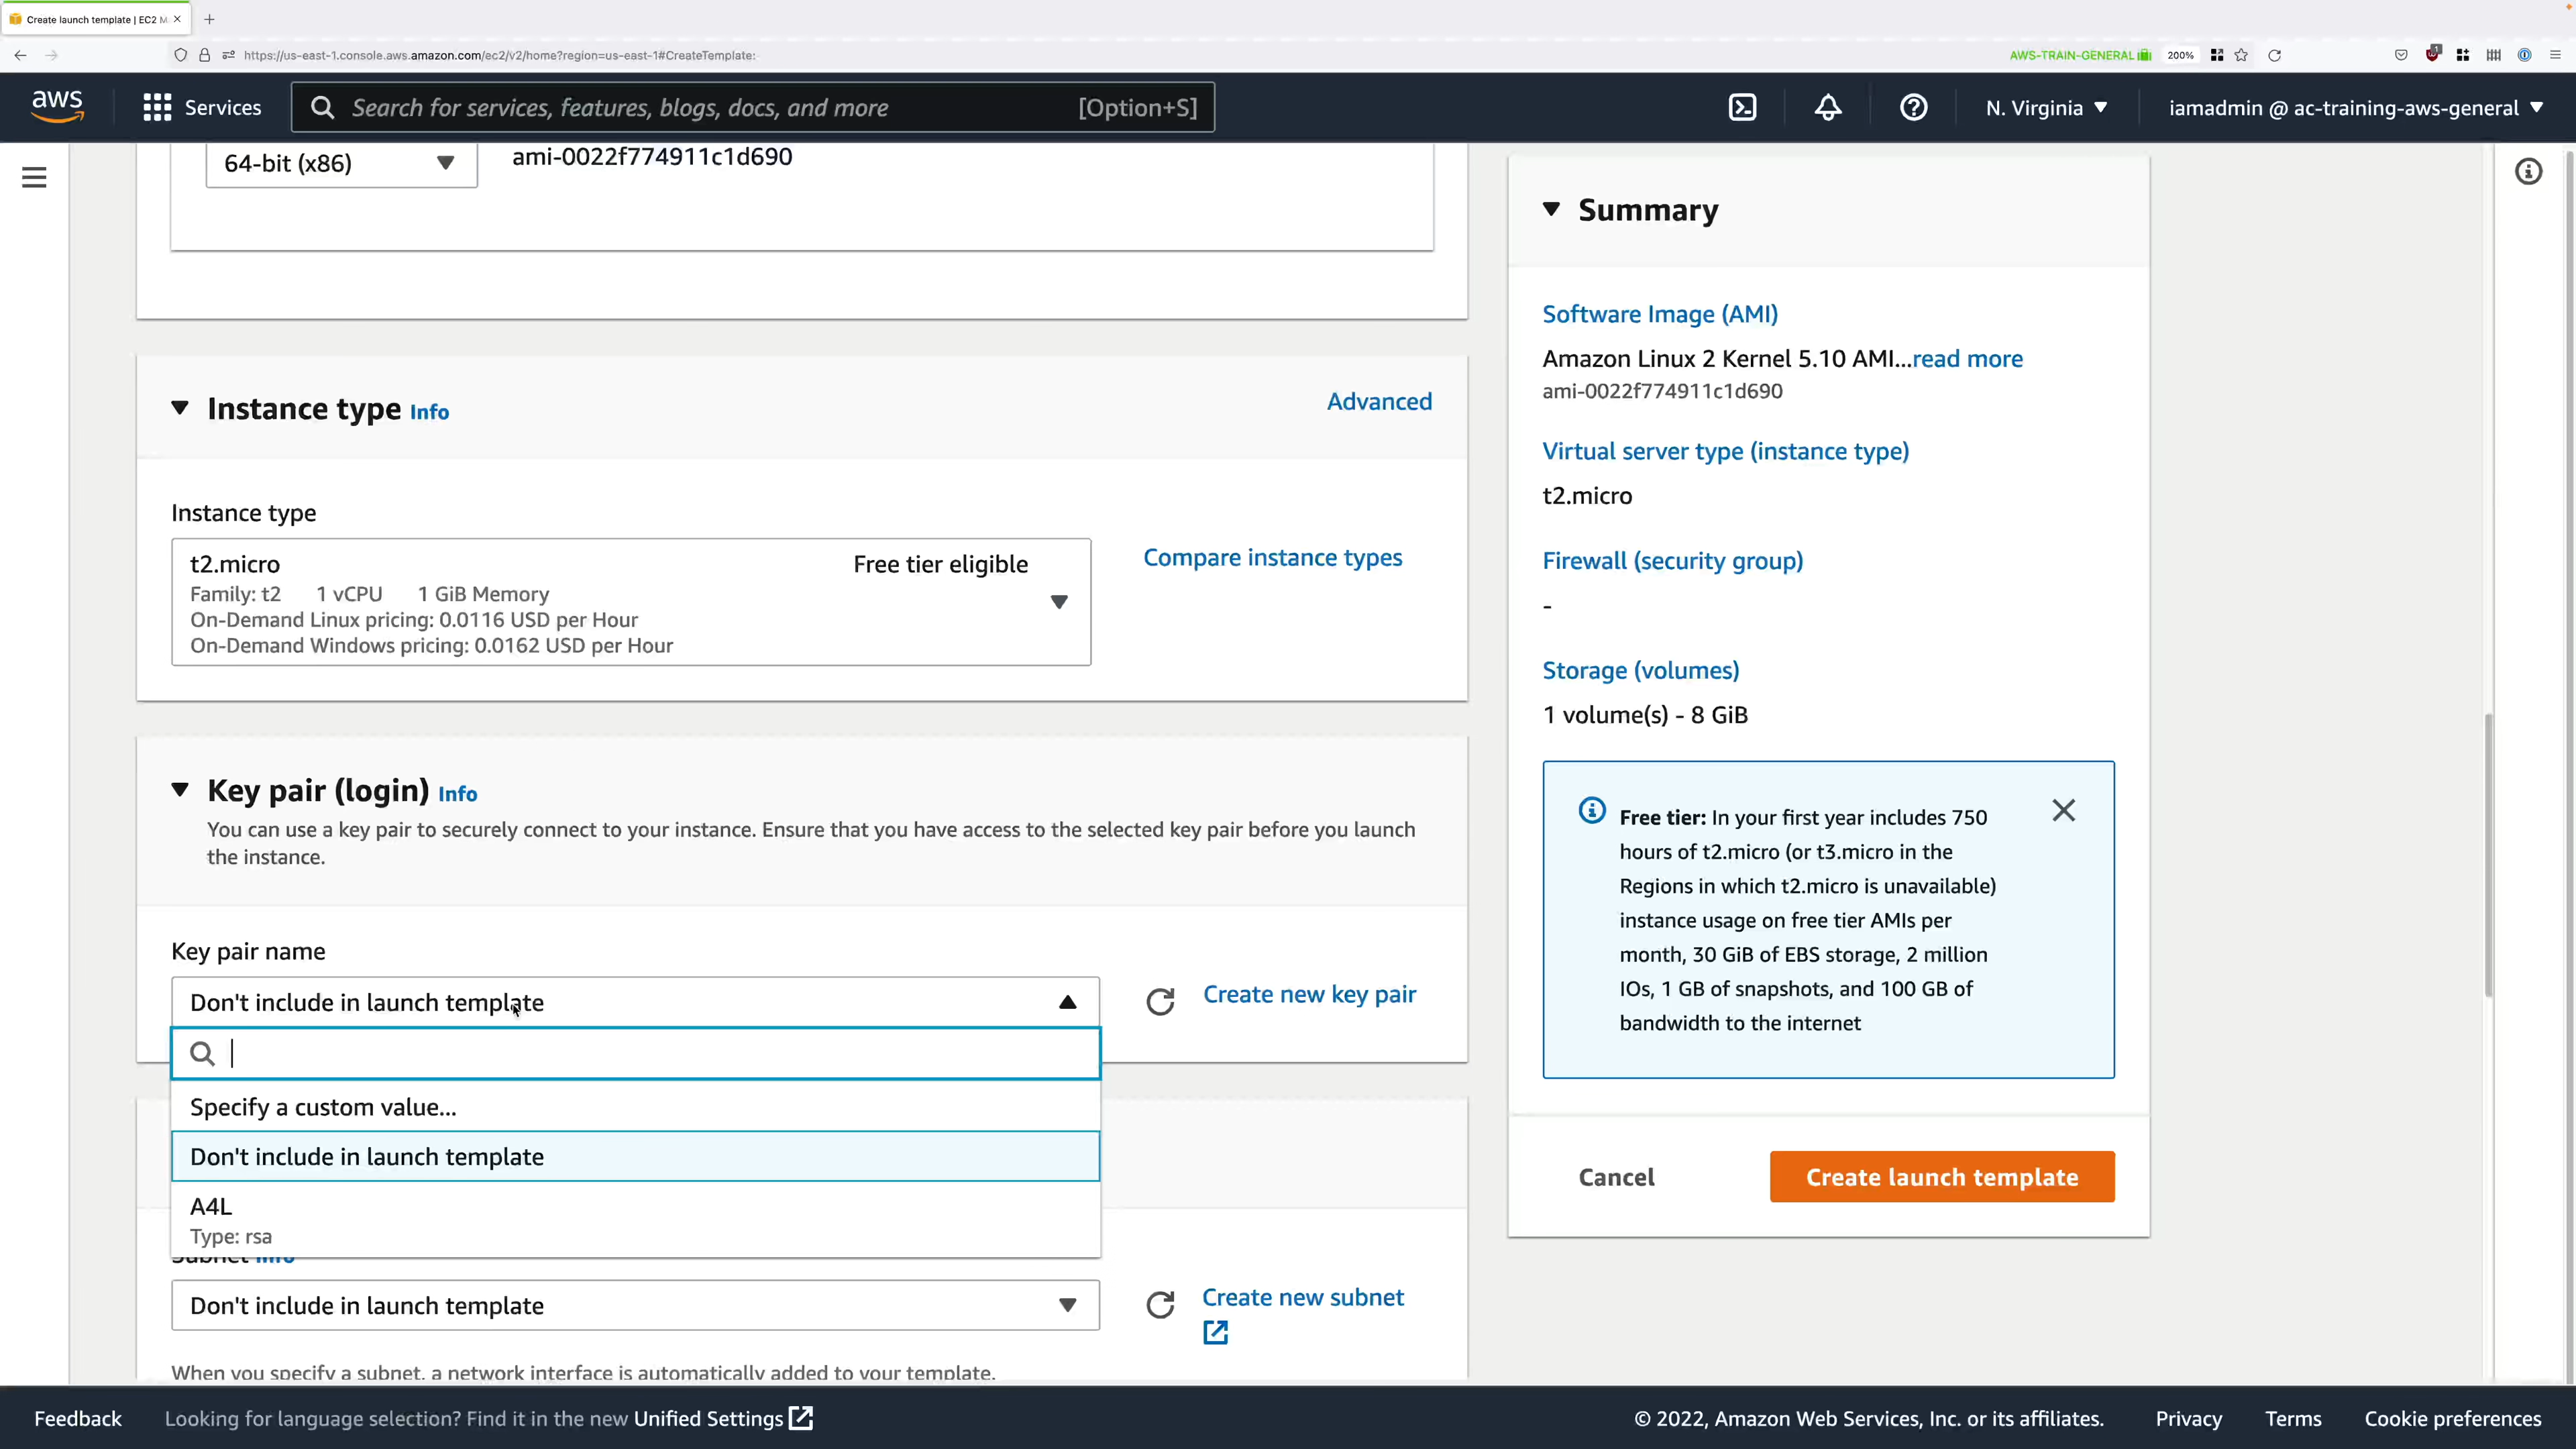 Create launch template | EC2 M
https://us-east-1.console.aws.amazon.com/ec2/v2/home?region=us-east-1#CreateTemplate:
AWS-TRAIN-GENERAL
200%
1
aws
Services
Search for services, features, blogs, docs, and more
[Option+S]
N. Virginia
iamadmin @ ac-training-aws-general
64-bit (x86)
ami-0022f774911c1d690
Instance type Info
Advanced
Instance type
t2.micro
Free tier eligible
Family: t2 1 vCPU 1 GiB Memory
On-Demand Linux pricing: 0.0116 USD per Hour
On-Demand Windows pricing: 0.0162 USD per Hour
Compare instance types
Key pair (login) Info
You can use a key pair to securely connect to your instance. Ensure that you have access to the selected key pair before you launch
the instance.
Key pair name
Don't include in launch template
Create new key pair
Specify a custom value...
Don't include in launch template
A4L
Type: rsa
Subnet Info
Don't include in launch template
Create new subnet
When you specify a subnet, a network interface is automatically added to your template.
Summary
Software Image (AMI)
Amazon Linux 2 Kernel 5.10 AMI...read more
ami-0022f774911c1d690
Virtual server type (instance type)
t2.micro
Firewall (security group)
-
Storage (volumes)
1 volume(s) - 8 GiB
Free tier: In your first year includes 750
hours of t2.micro (or t3.micro in the
Regions in which t2.micro is unavailable)
instance usage on free tier AMIs per
month, 30 GiB of EBS storage, 2 million
IOs, 1 GB of snapshots, and 100 GB of
bandwidth to the internet
Cancel
Create launch template
Feedback
Looking for language selection? Find it in the new Unified Settings
© 2022, Amazon Web Services, Inc. or its affiliates.
Privacy
Terms
Cookie preferences